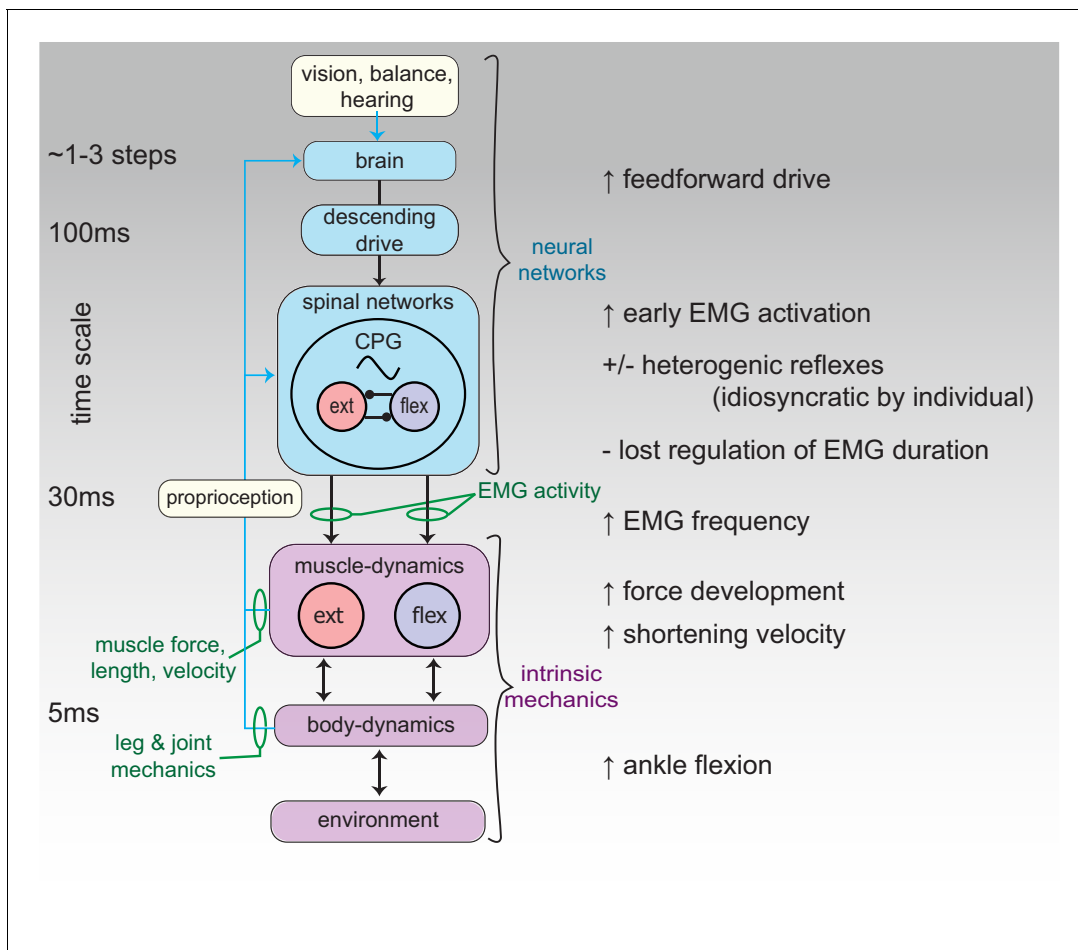 vision, balance,
hearing
~1-3 steps
brain
↑ feedforward drive
100ms
descending
drive
neural
networks
time scale
spinal networks
CPG
ext
flex
↑ early EMG activation
+/- heterogenic reflexes
(idiosyncratic by individual)
- lost regulation of EMG duration
30ms
proprioception
EMG activity
↑ EMG frequency
muscle-dynamics
ext
flex
↑ force development
↑ shortening velocity
muscle force,
length, velocity
intrinsic
mechanics
5ms
body-dynamics
leg & joint
mechanics
↑ ankle flexion
environment